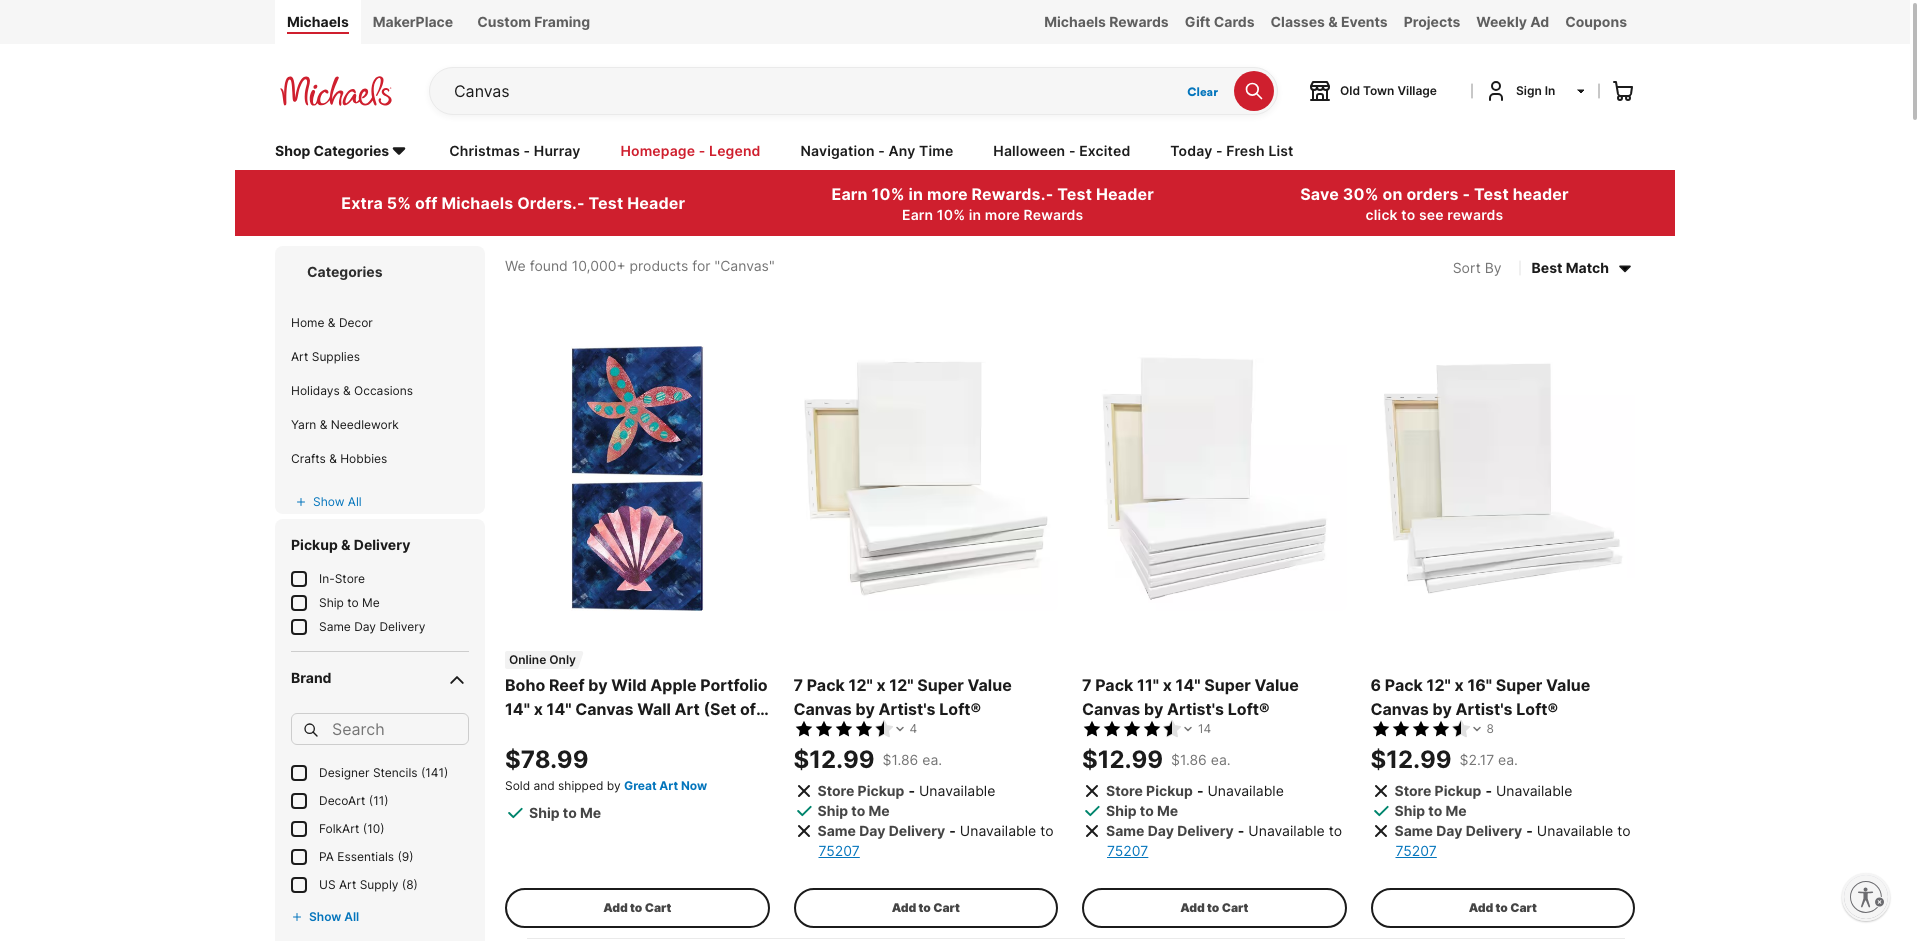 Michaels
MakerPlace
Custom Framing
Michaels Rewards
Gift Cards
Classes & Events
Projects
Weekly Ad
Coupons
Michaels
Canvas
Clear
Old Town Village
Sign In
Shop Categories
Christmas - Hurray
Homepage - Legend
Navigation - Any Time
Halloween - Excited
Today - Fresh List
Extra 5% off Michaels Orders.- Test Header
Earn 10% in more Rewards.- Test Header
Earn 10% in more Rewards
Save 30% on orders - Test header
click to see rewards
Categories
Home & Decor
Art Supplies
Holidays & Occasions
Yarn & Needlework
Crafts & Hobbies
+ Show All
Pickup & Delivery
In-Store
Ship to Me
Same Day Delivery
Brand
Search
Designer Stencils (141)
DecoArt (11)
FolkArt (10)
PA Essentials (9)
US Art Supply (8)
+ Show All
We found 10,000+ products for "Canvas"
Sort By
Best Match
Online Only
Boho Reef by Wild Apple Portfolio
14" x 14" Canvas Wall Art (Set of...
$78.99
Sold and shipped by Great Art Now
Ship to Me
Add to Cart
7 Pack 12" x 12" Super Value
Canvas by Artist's Loft®
4
$12.99 $1.86 ea.
Store Pickup - Unavailable
Ship to Me
Same Day Delivery - Unavailable to
75207
Add to Cart
7 Pack 11" x 14" Super Value
Canvas by Artist's Loft®
14
$12.99 $1.86 ea.
Store Pickup - Unavailable
Ship to Me
Same Day Delivery - Unavailable to
75207
Add to Cart
6 Pack 12" x 16" Super Value
Canvas by Artist's Loft®
8
$12.99 $2.17 ea.
Store Pickup - Unavailable
Ship to Me
Same Day Delivery - Unavailable to
75207
Add to Cart